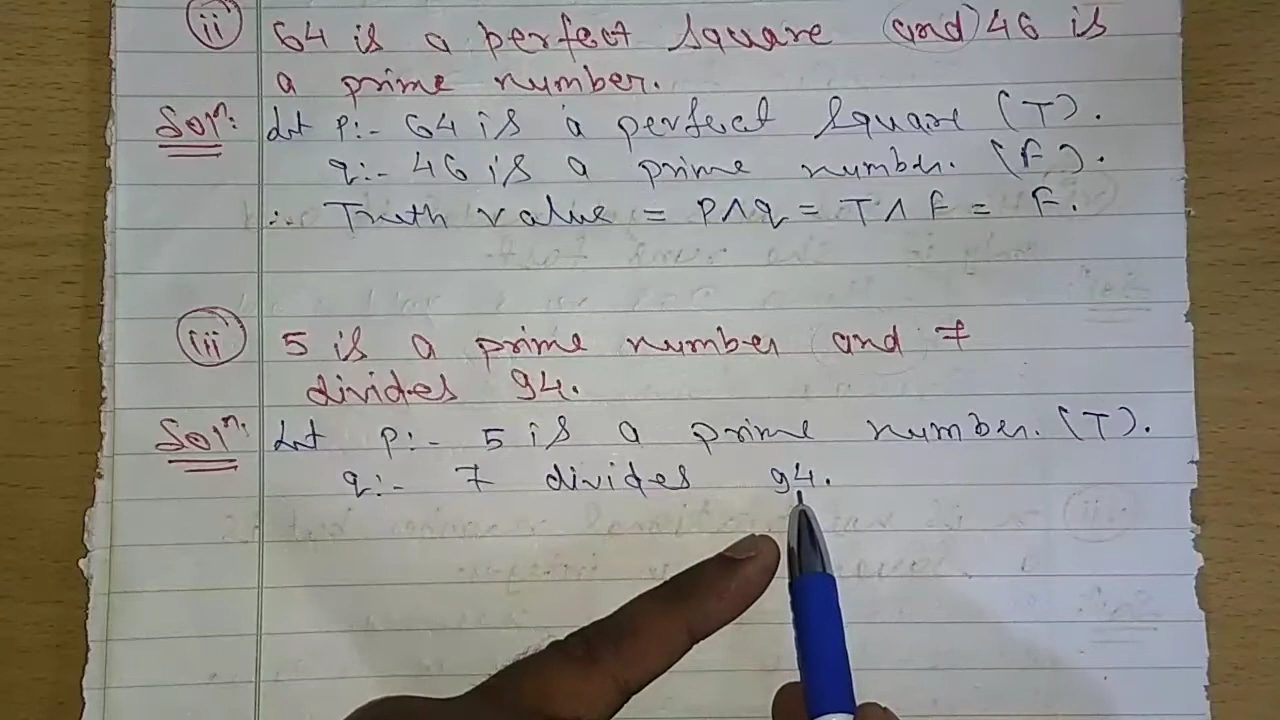 ii 64 is a perfect square and 46 is
a prime number.
Solⁿ: Let p:- 64 is a perfect square (T).
q:- 46 is a prime number. (F).
∴ Truth value = P∧q = T∧F = F.
iii 5 is a prime number and 7
divides 94.
Solⁿ: Let p:- 5 is a prime number. (T).
q:- 7 divides 94.